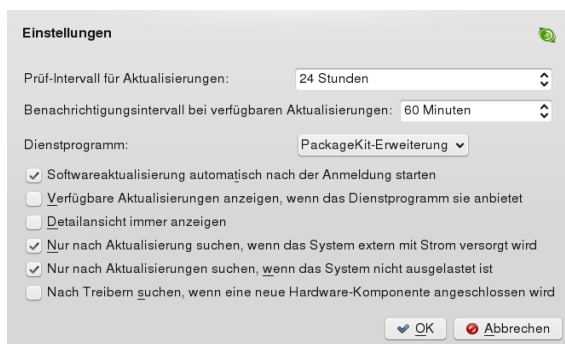 Einstellungen
Prüf-Intervall für Aktualisierungen: 24 Stunden
Benachrichtigungsintervall bei verfügbaren Aktualisierungen: 60 Minuten
Dienstprogramm: PackageKit-Erweiterung
Softwareaktualisierung automatisch nach der Anmeldung starten
Verfügbare Aktualisierungen anzeigen, wenn das Dienstprogramm sie anbietet
Detailansicht immer anzeigen
Nur nach Aktualisierung suchen, wenn das System extern mit Strom versorgt wird
Nur nach Aktualisierungen suchen, wenn das System nicht ausgelastet ist
Nach Treibern suchen, wenn eine neue Hardware-Komponente angeschlossen wird
OK Abbrechen